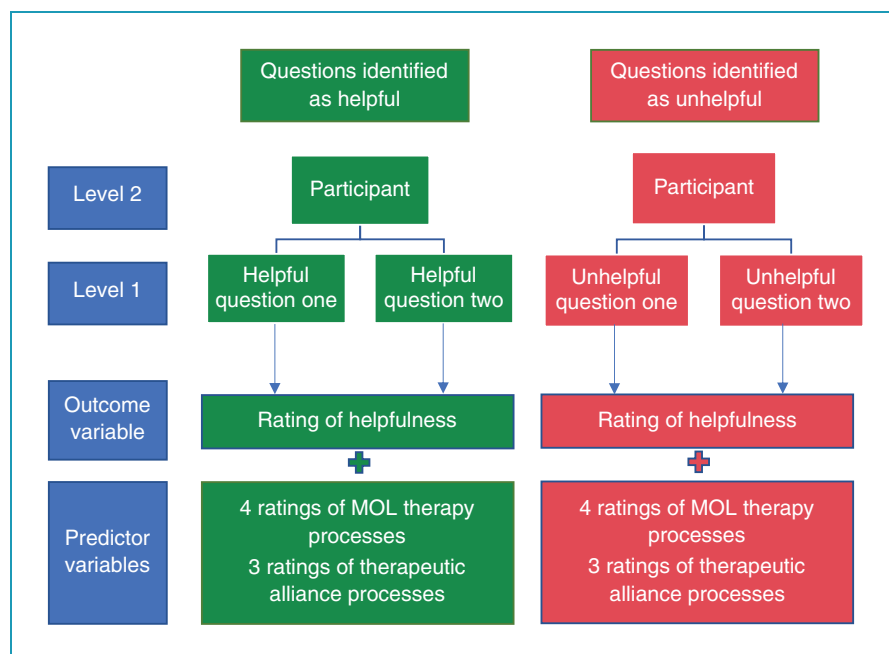 Questions identified
as helpful
Questions identified
as unhelpful
Level 2
Participant
Participant
Level 1
Helpful
question one
Helpful
question two
Unhelpful
question one
Unhelpful
question two
Outcome
variable
Rating of helpfulness
Rating of helpfulness
Predictor
variables
4 ratings of MOL therapy
processes
3 ratings of therapeutic
alliance processes
4 ratings of MOL therapy
processes
3 ratings of therapeutic
alliance processes